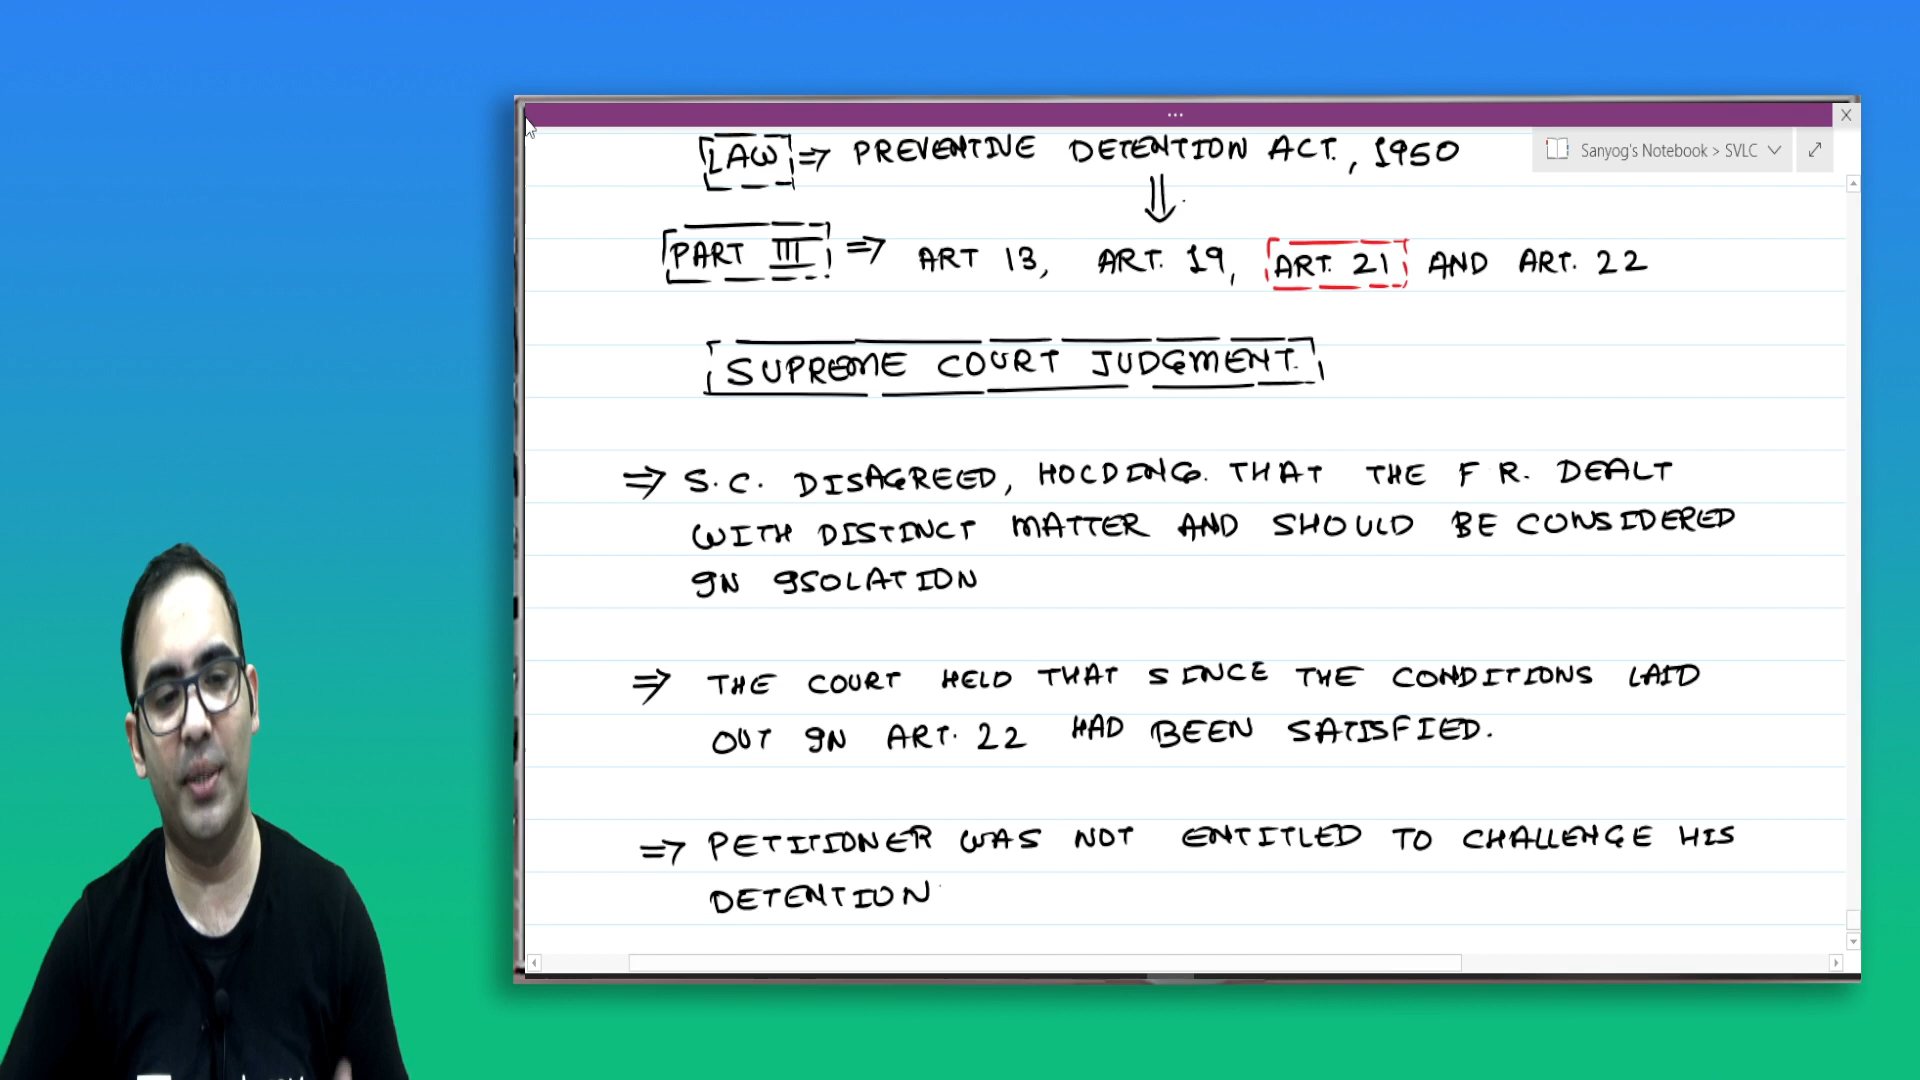 ...
LAW => PREVENTIVE DETENTION ACT., 1950
Sanyog's Notebook > SVLC
PART III => ART 13, ART. 19, ART. 21 AND ART. 22
SUPREME COURT JUDGMENT.
=> S.C. DISAGREED, HOLDING. THAT THE F R. DEALT
WITH DISTINCT MATTER AND SHOULD BE CONSIDERED
IN ISOLATION
=> THE COURT HELD THAT SINCE THE CONDITIONS LAID
OUT IN ART. 22 HAD BEEN SATISFIED.
=> PETITIONER WAS NOT ENTITLED TO CHALLENGE HIS
DETENTION